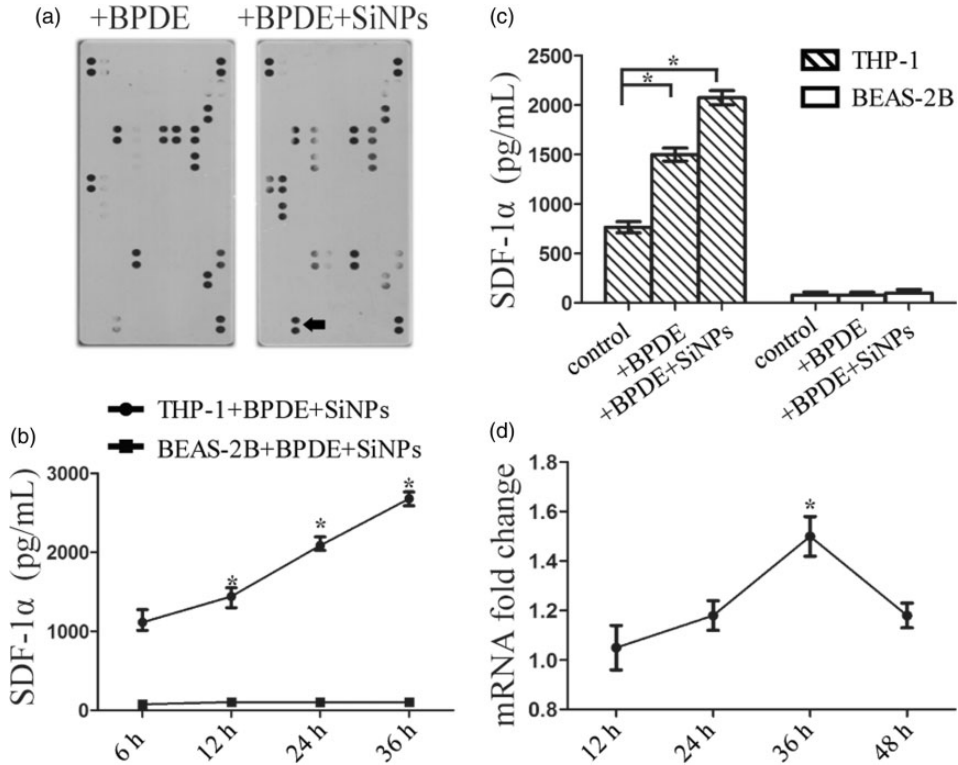 (a)
+BPDE
+BPDE+SiNPs
(c)
SDF-1α (pg/mL)
2500
2000
1500
1000
500
0
THP-1
BEAS-2B
*
*
control
+BPDE
+BPDE+SiNPs
control
+BPDE
+BPDE+SiNPs
(b)
THP-1+BPDE+SiNPs
BEAS-2B+BPDE+SiNPs
SDF-1α (pg/mL)
3000
2000
1000
0
*
*
*
6 h
12 h
24 h
36 h
(d)
mRNA fold change
1.8
1.6
1.4
1.2
1.0
0.8
*
12 h
24 h
36 h
48 h